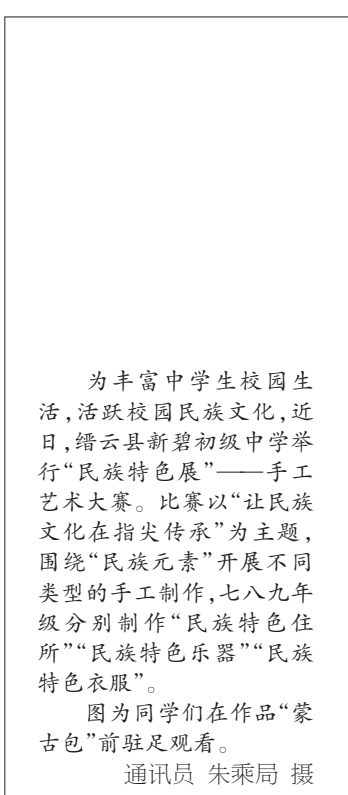 为丰富中学生校园生
活,活跃校园民族文化,近
日,缙云县新碧初级中学举
行“民族特色展”——手工
艺术大赛。比赛以“让民族
文化在指尖传承”为主题,
围绕“民族元素”开展不同
类型的手工制作,七八九年
级分别制作“民族特色住
所”“民族特色乐器”“民族
特色衣服”。
图为同学们在作品“蒙
古包”前驻足观看。
通讯员 朱乘局 摄